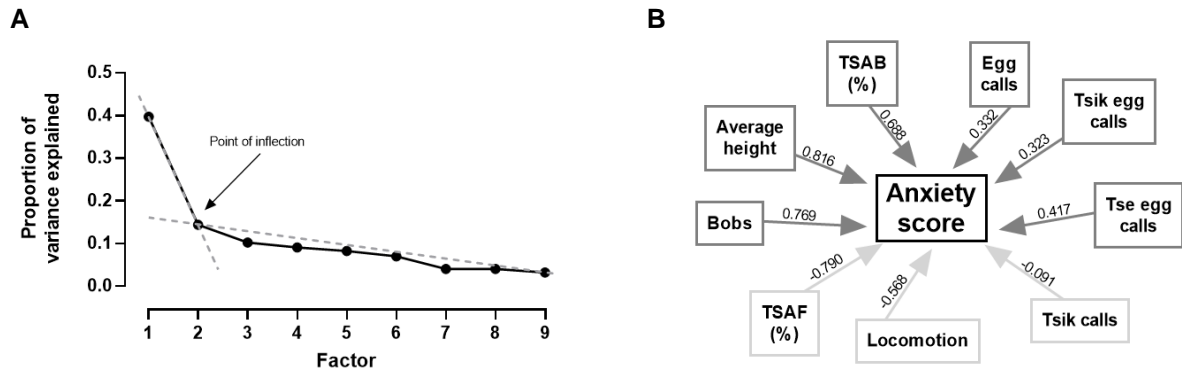 A
Proportion of
variance explained
0.5
0.4
0.3
0.2
0.1
0.0
Point of inflection
1 2 3 4 5 6 7 8 9
Factor
B
TSAB
(%)
Egg
calls
Tsik egg
calls
Average
height
0.688
0.332
0.323
0.816
Anxiety
score
Bobs
0.769
0.417
Tse egg
calls
-0.790
-0.568
-0.091
TSAF
(%)
Locomotion
Tsik calls